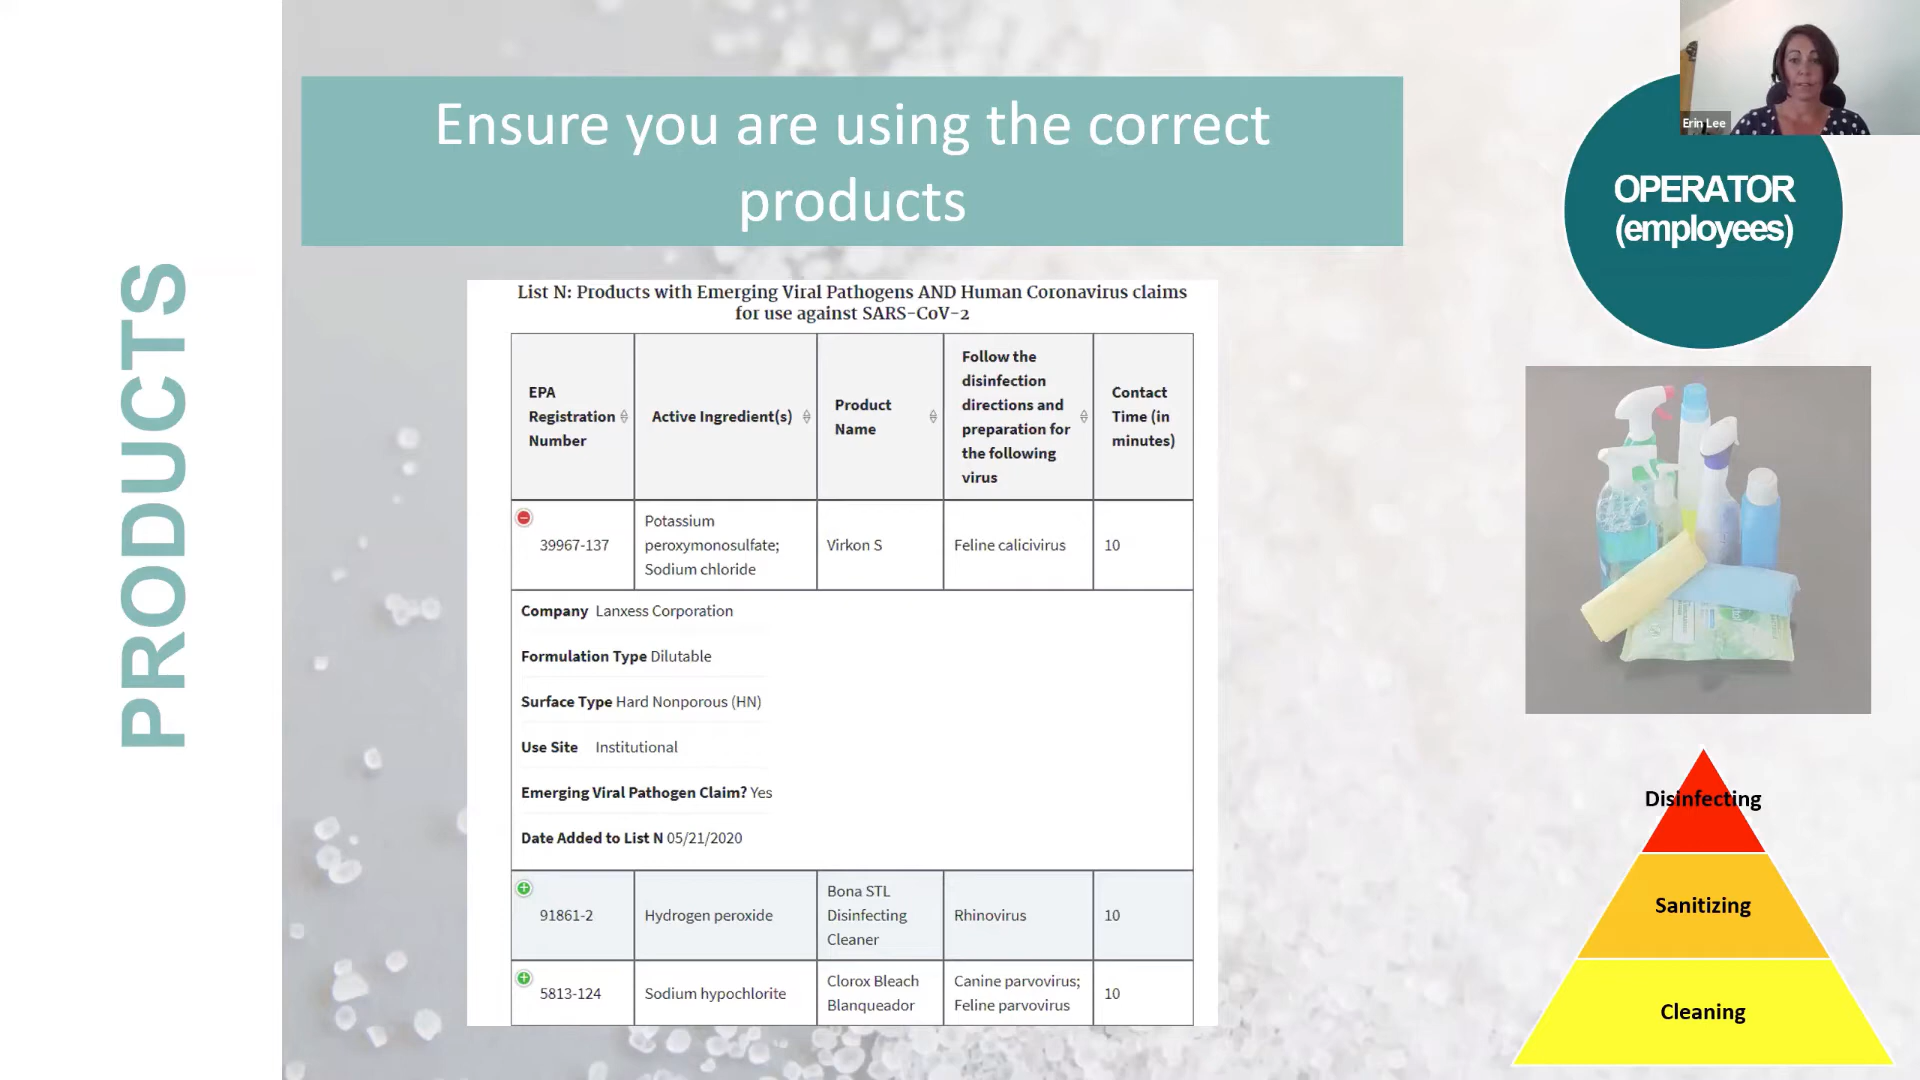 PRODUCTS
Ensure you are using the correct
products
List N: Products with Emerging Viral Pathogens AND Human Coronavirus claims
for use against SARS-CoV-2
EPA
Registration
Number
Active Ingredient(s)
Product
Name
Follow the
disinfection
directions and
preparation for
the following
virus
Contact
Time (in
minutes)
39967-137
Potassium
peroxymonosulfate;
Sodium chloride
Virkon S
Feline calicivirus
10
Company Lanxess Corporation
Formulation Type Dilutable
Surface Type Hard Nonporous (HN)
Use Site Institutional
Emerging Viral Pathogen Claim? Yes
Date Added to List N 05/21/2020
91861-2
Hydrogen peroxide
Bona STL
Disinfecting
Cleaner
Rhinovirus
10
5813-124
Sodium hypochlorite
Clorox Bleach
Blanqueador
Canine parvovirus;
Feline parvovirus
10
Erin Lee
OPERATOR
(employees)
Disinfecting
Sanitizing
Cleaning